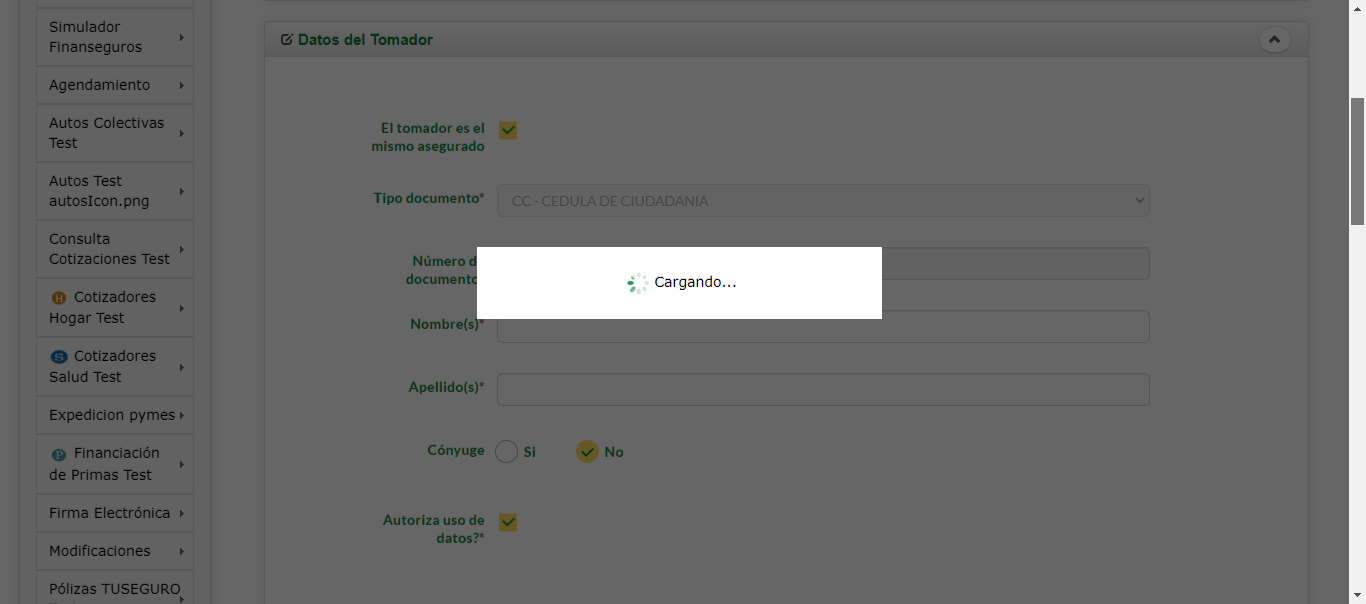 Simulador
Finanseguros
Agendamiento
Autos Colectivas
Test
Autos Test
autosIcon.png
Consulta
Cotizaciones Test
H Cotizadores
Hogar Test
S Cotizadores
Salud Test
Expedicion pymes
P Financiación
de Primas Test
Firma Electrónica
Modificaciones
Pólizas TUSEGURO
Datos del Tomador
El tomador es el
mismo asegurado
Tipo documento*
CC - CEDULA DE CIUDADANIA
Número d
documento
Cargando...
Nombre(s)*
Apellido(s)*
Cónyuge
Si
No
Autoriza uso de
datos?*